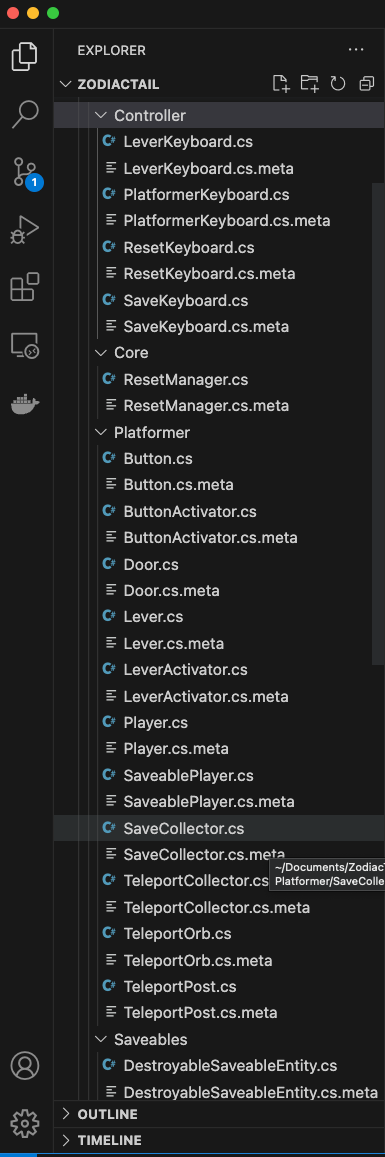 EXPLORER
ZODIACTAIL
Controller
C# LeverKeyboard.cs
LeverKeyboard.cs.meta
C# PlatformerKeyboard.cs
PlatformerKeyboard.cs.meta
C# ResetKeyboard.cs
ResetKeyboard.cs.meta
C# SaveKeyboard.cs
SaveKeyboard.cs.meta
1
Core
C# ResetManager.cs
ResetManager.cs.meta
Platformer
C# Button.cs
Button.cs.meta
C# ButtonActivator.cs
ButtonActivator.cs.meta
C# Door.cs
Door.cs.meta
C# Lever.cs
Lever.cs.meta
C# LeverActivator.cs
LeverActivator.cs.meta
C# Player.cs
Player.cs.meta
C# SaveablePlayer.cs
SaveablePlayer.cs.meta
C# SaveCollector.cs
SaveCollector.cs.meta
~/Documents/Zodiac
Platformer/SaveColle
C# TeleportCollector.cs
TeleportCollector.cs.meta
C# TeleportOrb.cs
TeleportOrb.cs.meta
C# TeleportPost.cs
TeleportPost.cs.meta
Saveables
C# DestroyableSaveableEntity.cs
DestroyableSaveableEntity.cs.meta
OUTLINE
TIMELINE